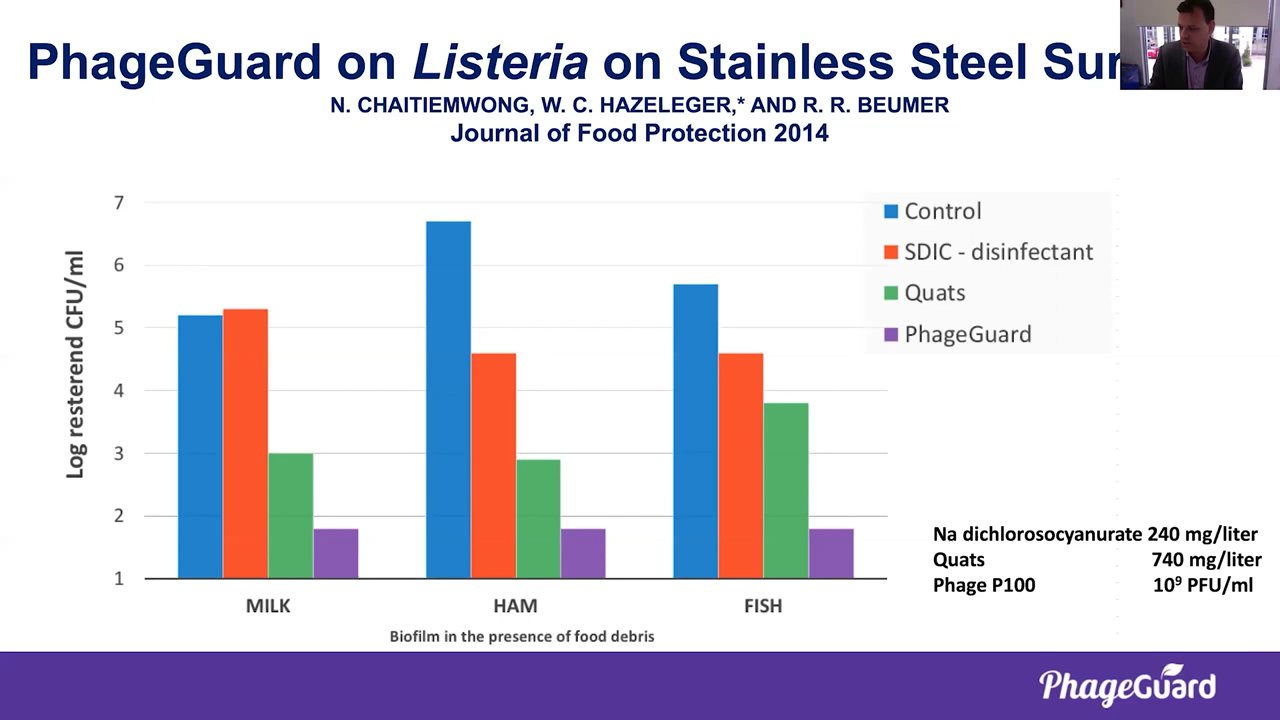 PhageGuard on Listeria on Stainless Steel Sur
N. CHAITIEMWONG, W. C. HAZELEGER,* AND R. R. BEUMER
Journal of Food Protection 2014
Log resterend CFU/ml
7
6
5
4
3
2
1
Control
SDIC - disinfectant
Quats
PhageGuard
MILK HAM FISH
Biofilm in the presence of food debris
Na dichlorosocyanurate 240 mg/liter
Quats 740 mg/liter
Phage P100 10⁹ PFU/ml
PhageGuard